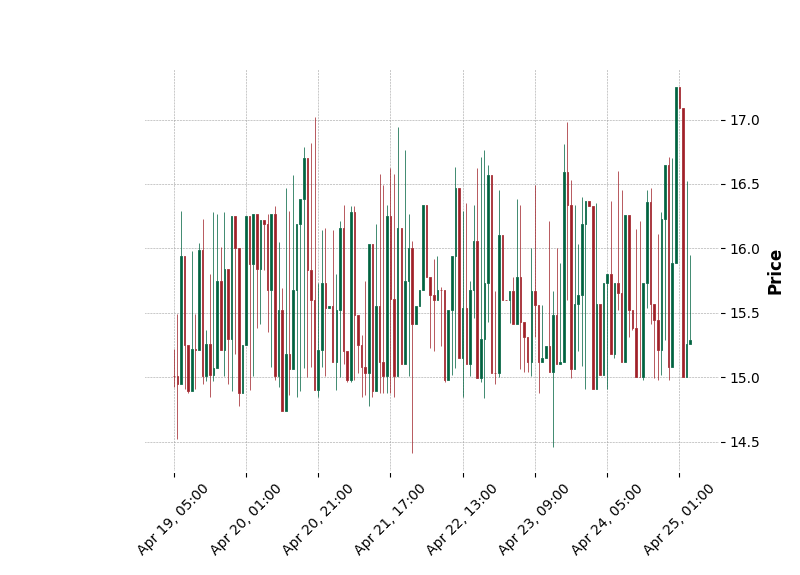 17.0
16.5
16.0
15.5
15.0
14.5
Price
Apr 19, 05:00
Apr 20, 01:00
Apr 20, 21:00
Apr 21, 17:00
Apr 22, 13:00
Apr 23, 09:00
Apr 24, 05:00
Apr 25, 01:00